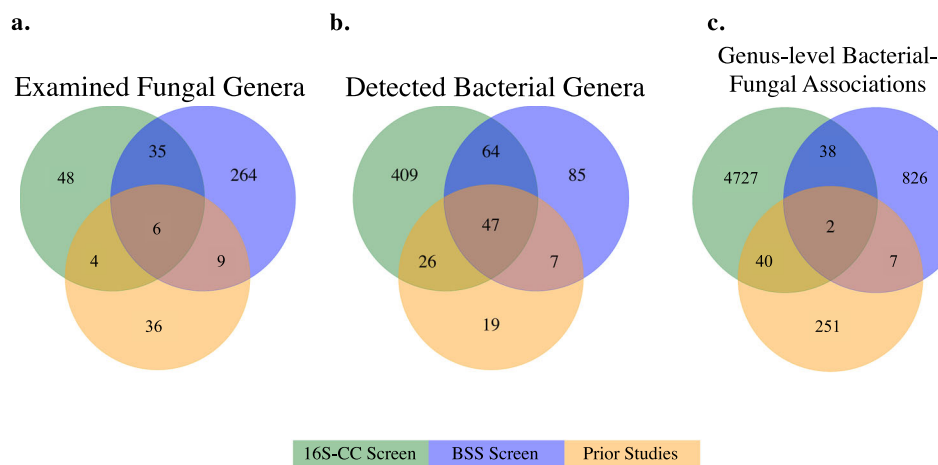 a.
Examined Fungal Genera
48
35
264
6
4
9
36
b.
Detected Bacterial Genera
409
64
85
47
26
7
19
c.
Genus-level Bacterial-
Fungal Associations
4727
38
826
2
40
7
251
16S-CC Screen
BSS Screen
Prior Studies